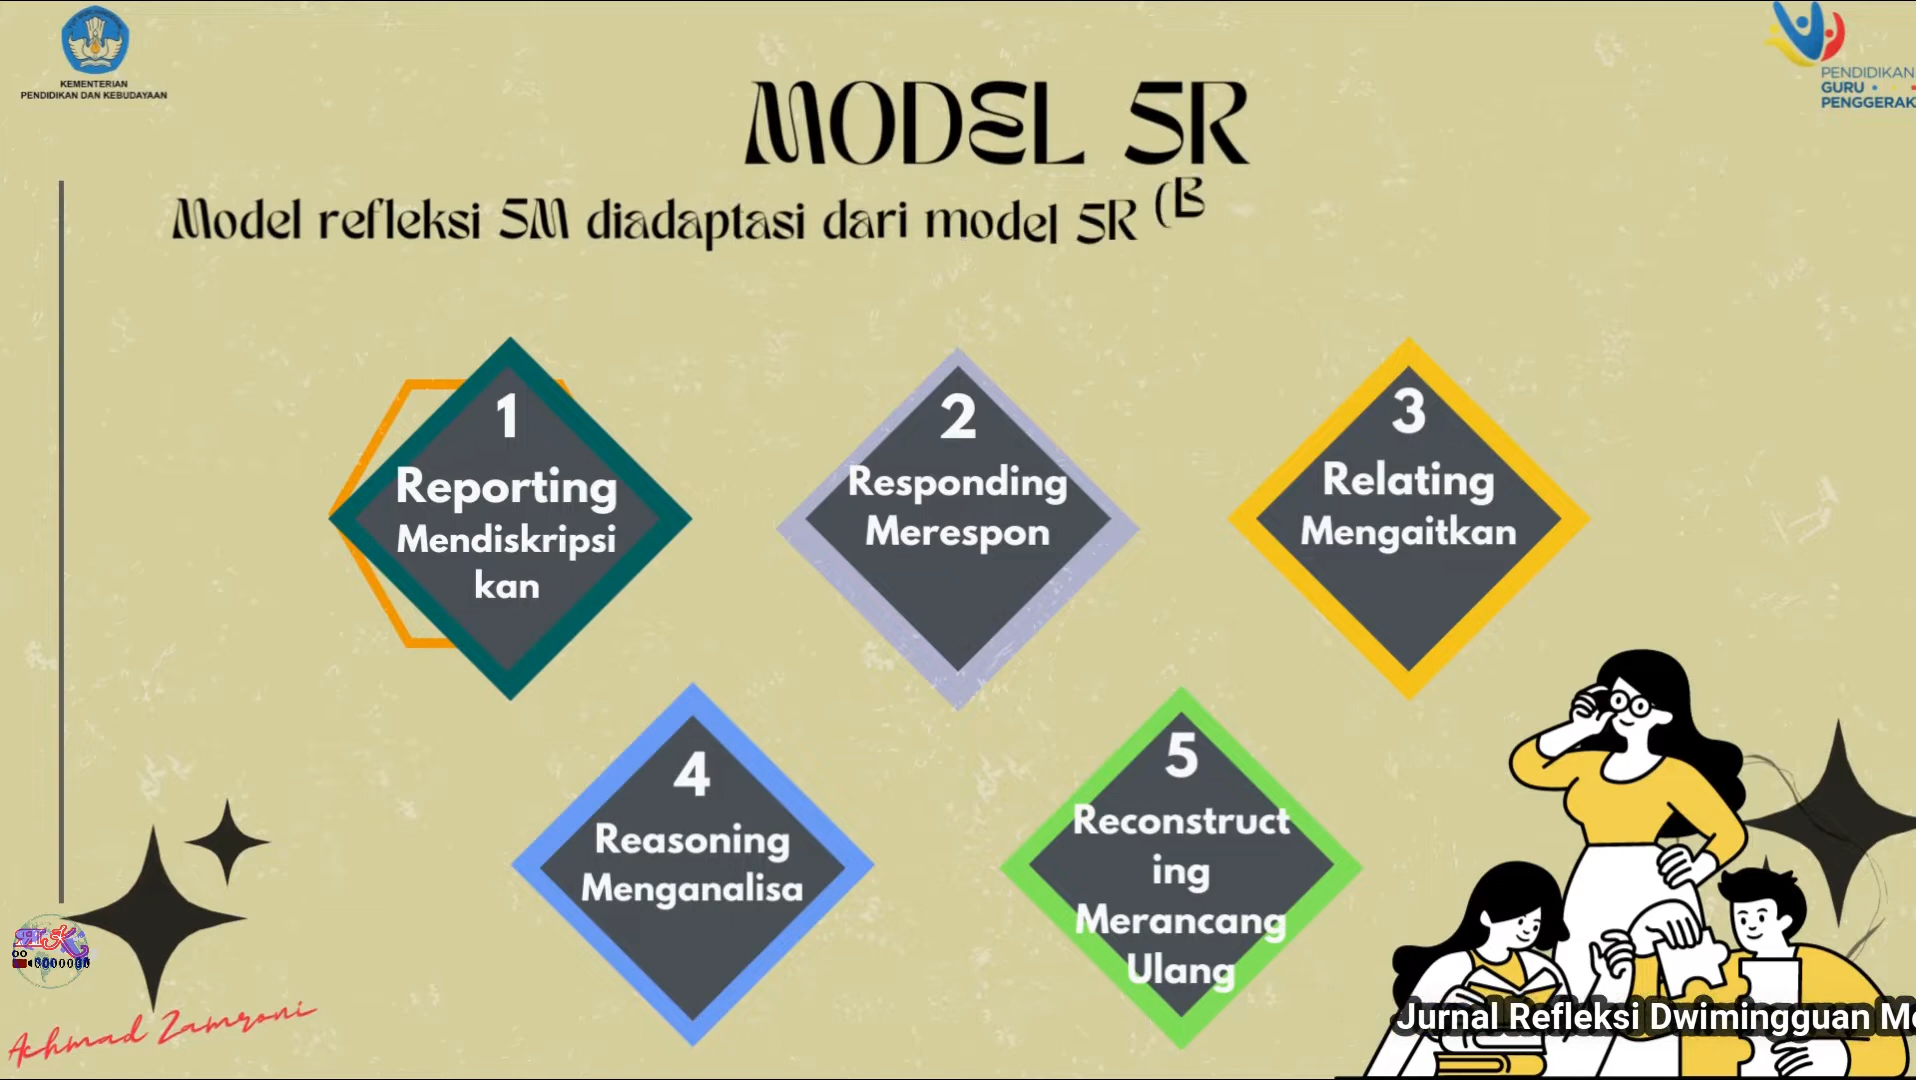 KEMENTERIAN
PENDIDIKAN DAN KEBUDAYAAN
PENDIDIKAN
GURU
PENGGERAK
MODEL 5R
Model refleksi 5M diadaptasi dari model 5R (B
1
Reporting
Mendiskripsi
kan
2
Responding
Merespon
3
Relating
Mengaitkan
4
Reasoning
Menganalisa
5
Reconstruct
ing
Merancang
Ulang
Achmad Zamroni
Jurnal Refleksi Dwimingguan M